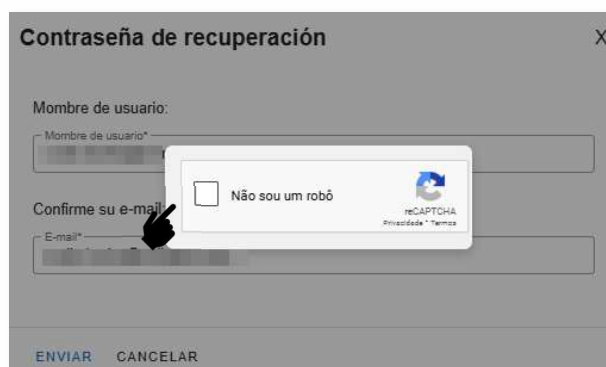 Contraseña de recuperación
X
Mombre de usuario:
Mombre de usuario*
Não sou um robô
reCAPTCHA
Privacidade * Termos
Confirme su e-mail
E-mail*
ENVIAR CANCELAR